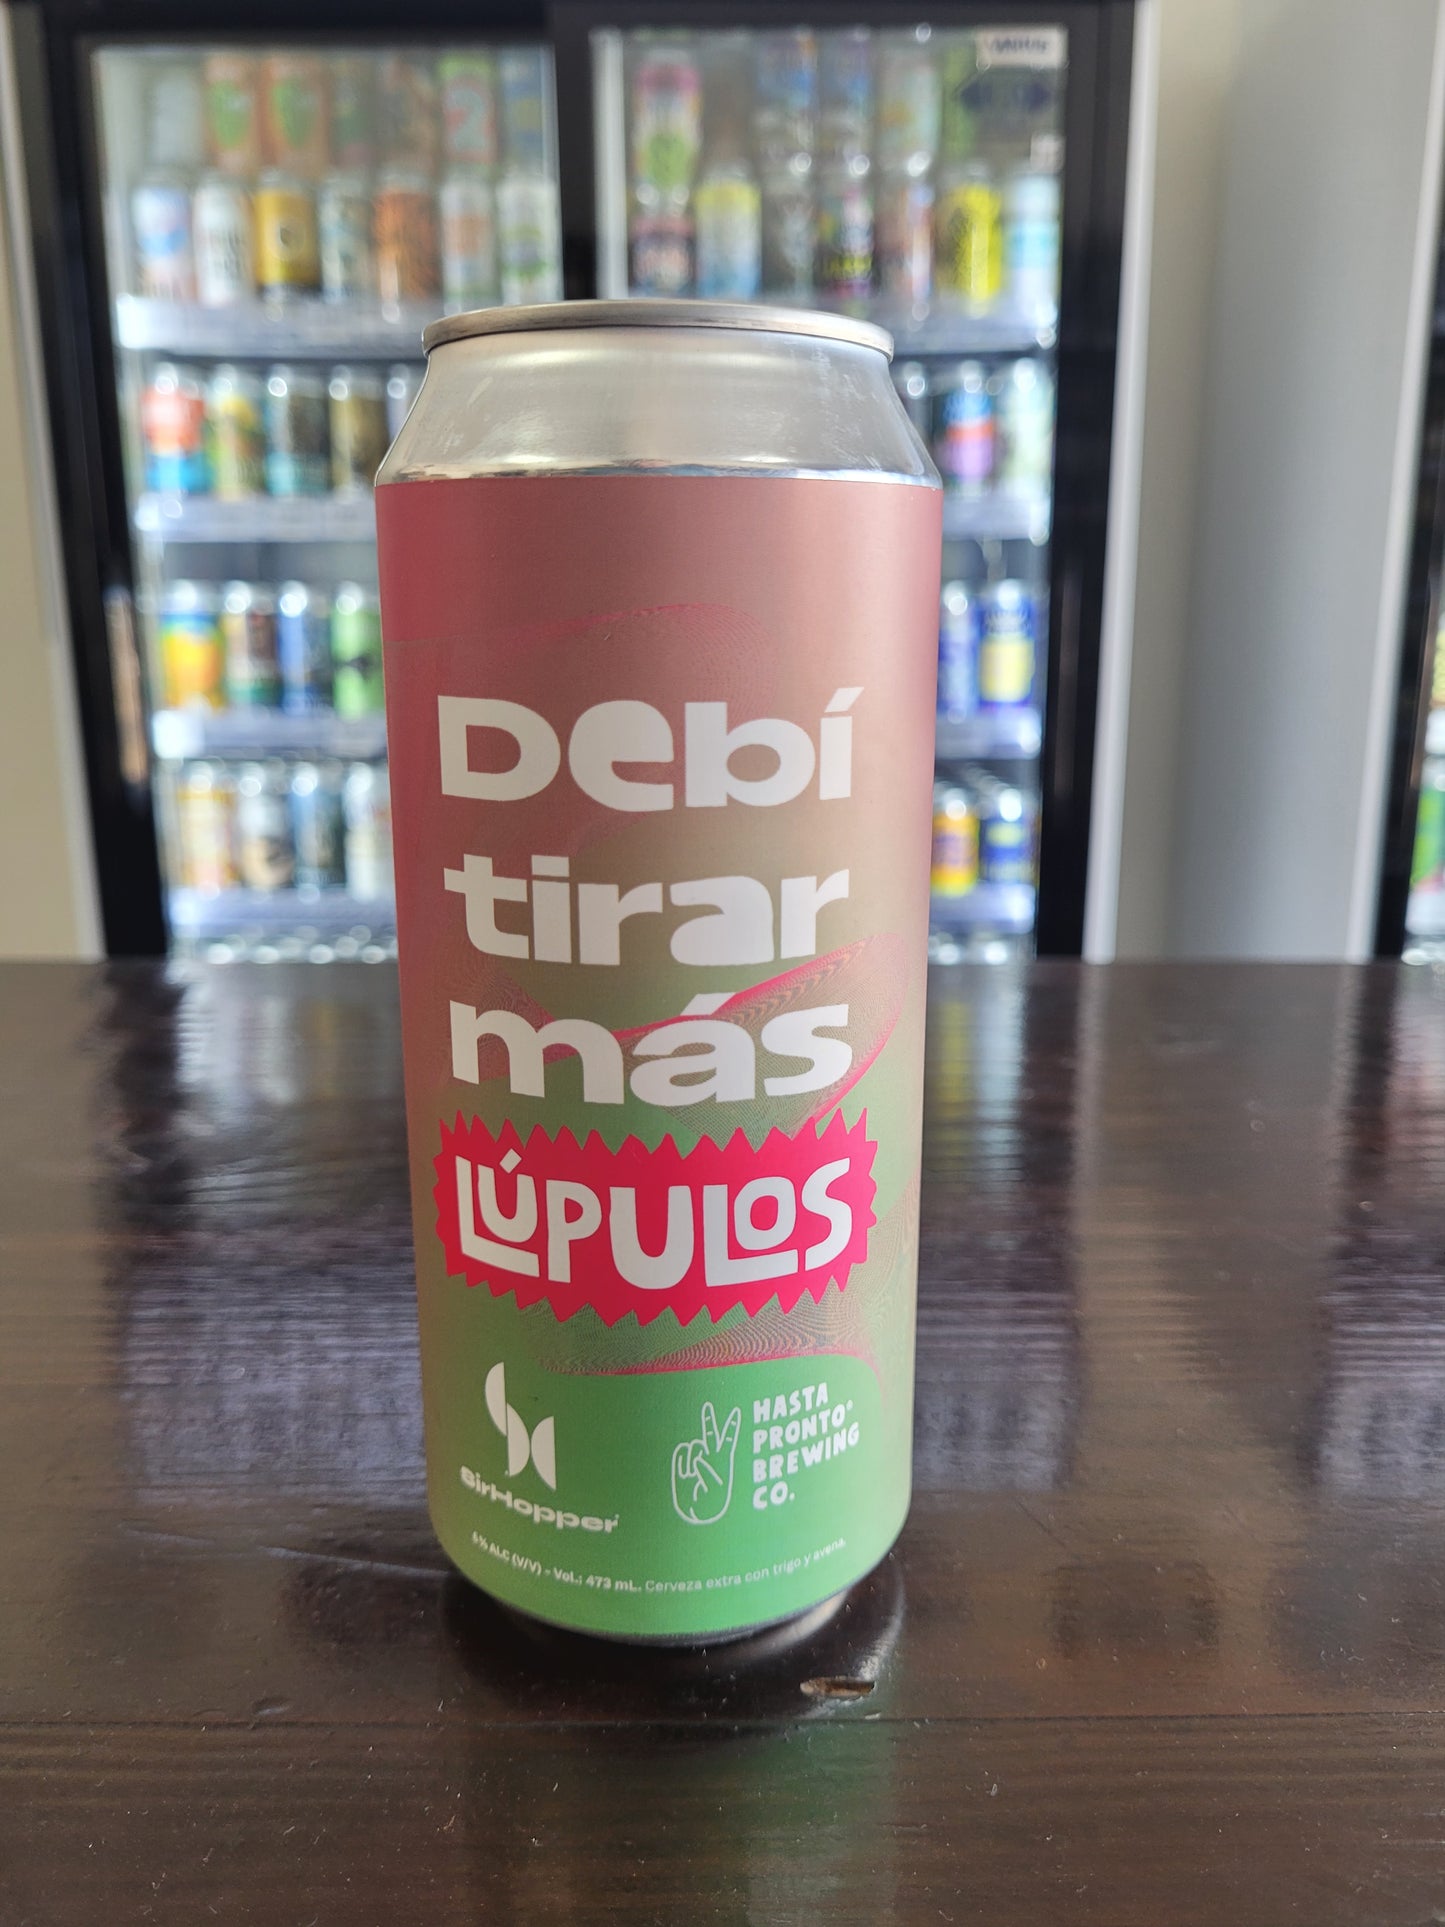 Debí
tirar
más
LÚPULOS
SirHopper
HASTA
PRONTO
BREWING
CO.
6% ALC (V/V) - Vol.: 473 mL. Cerveza extra con trigo y avena.